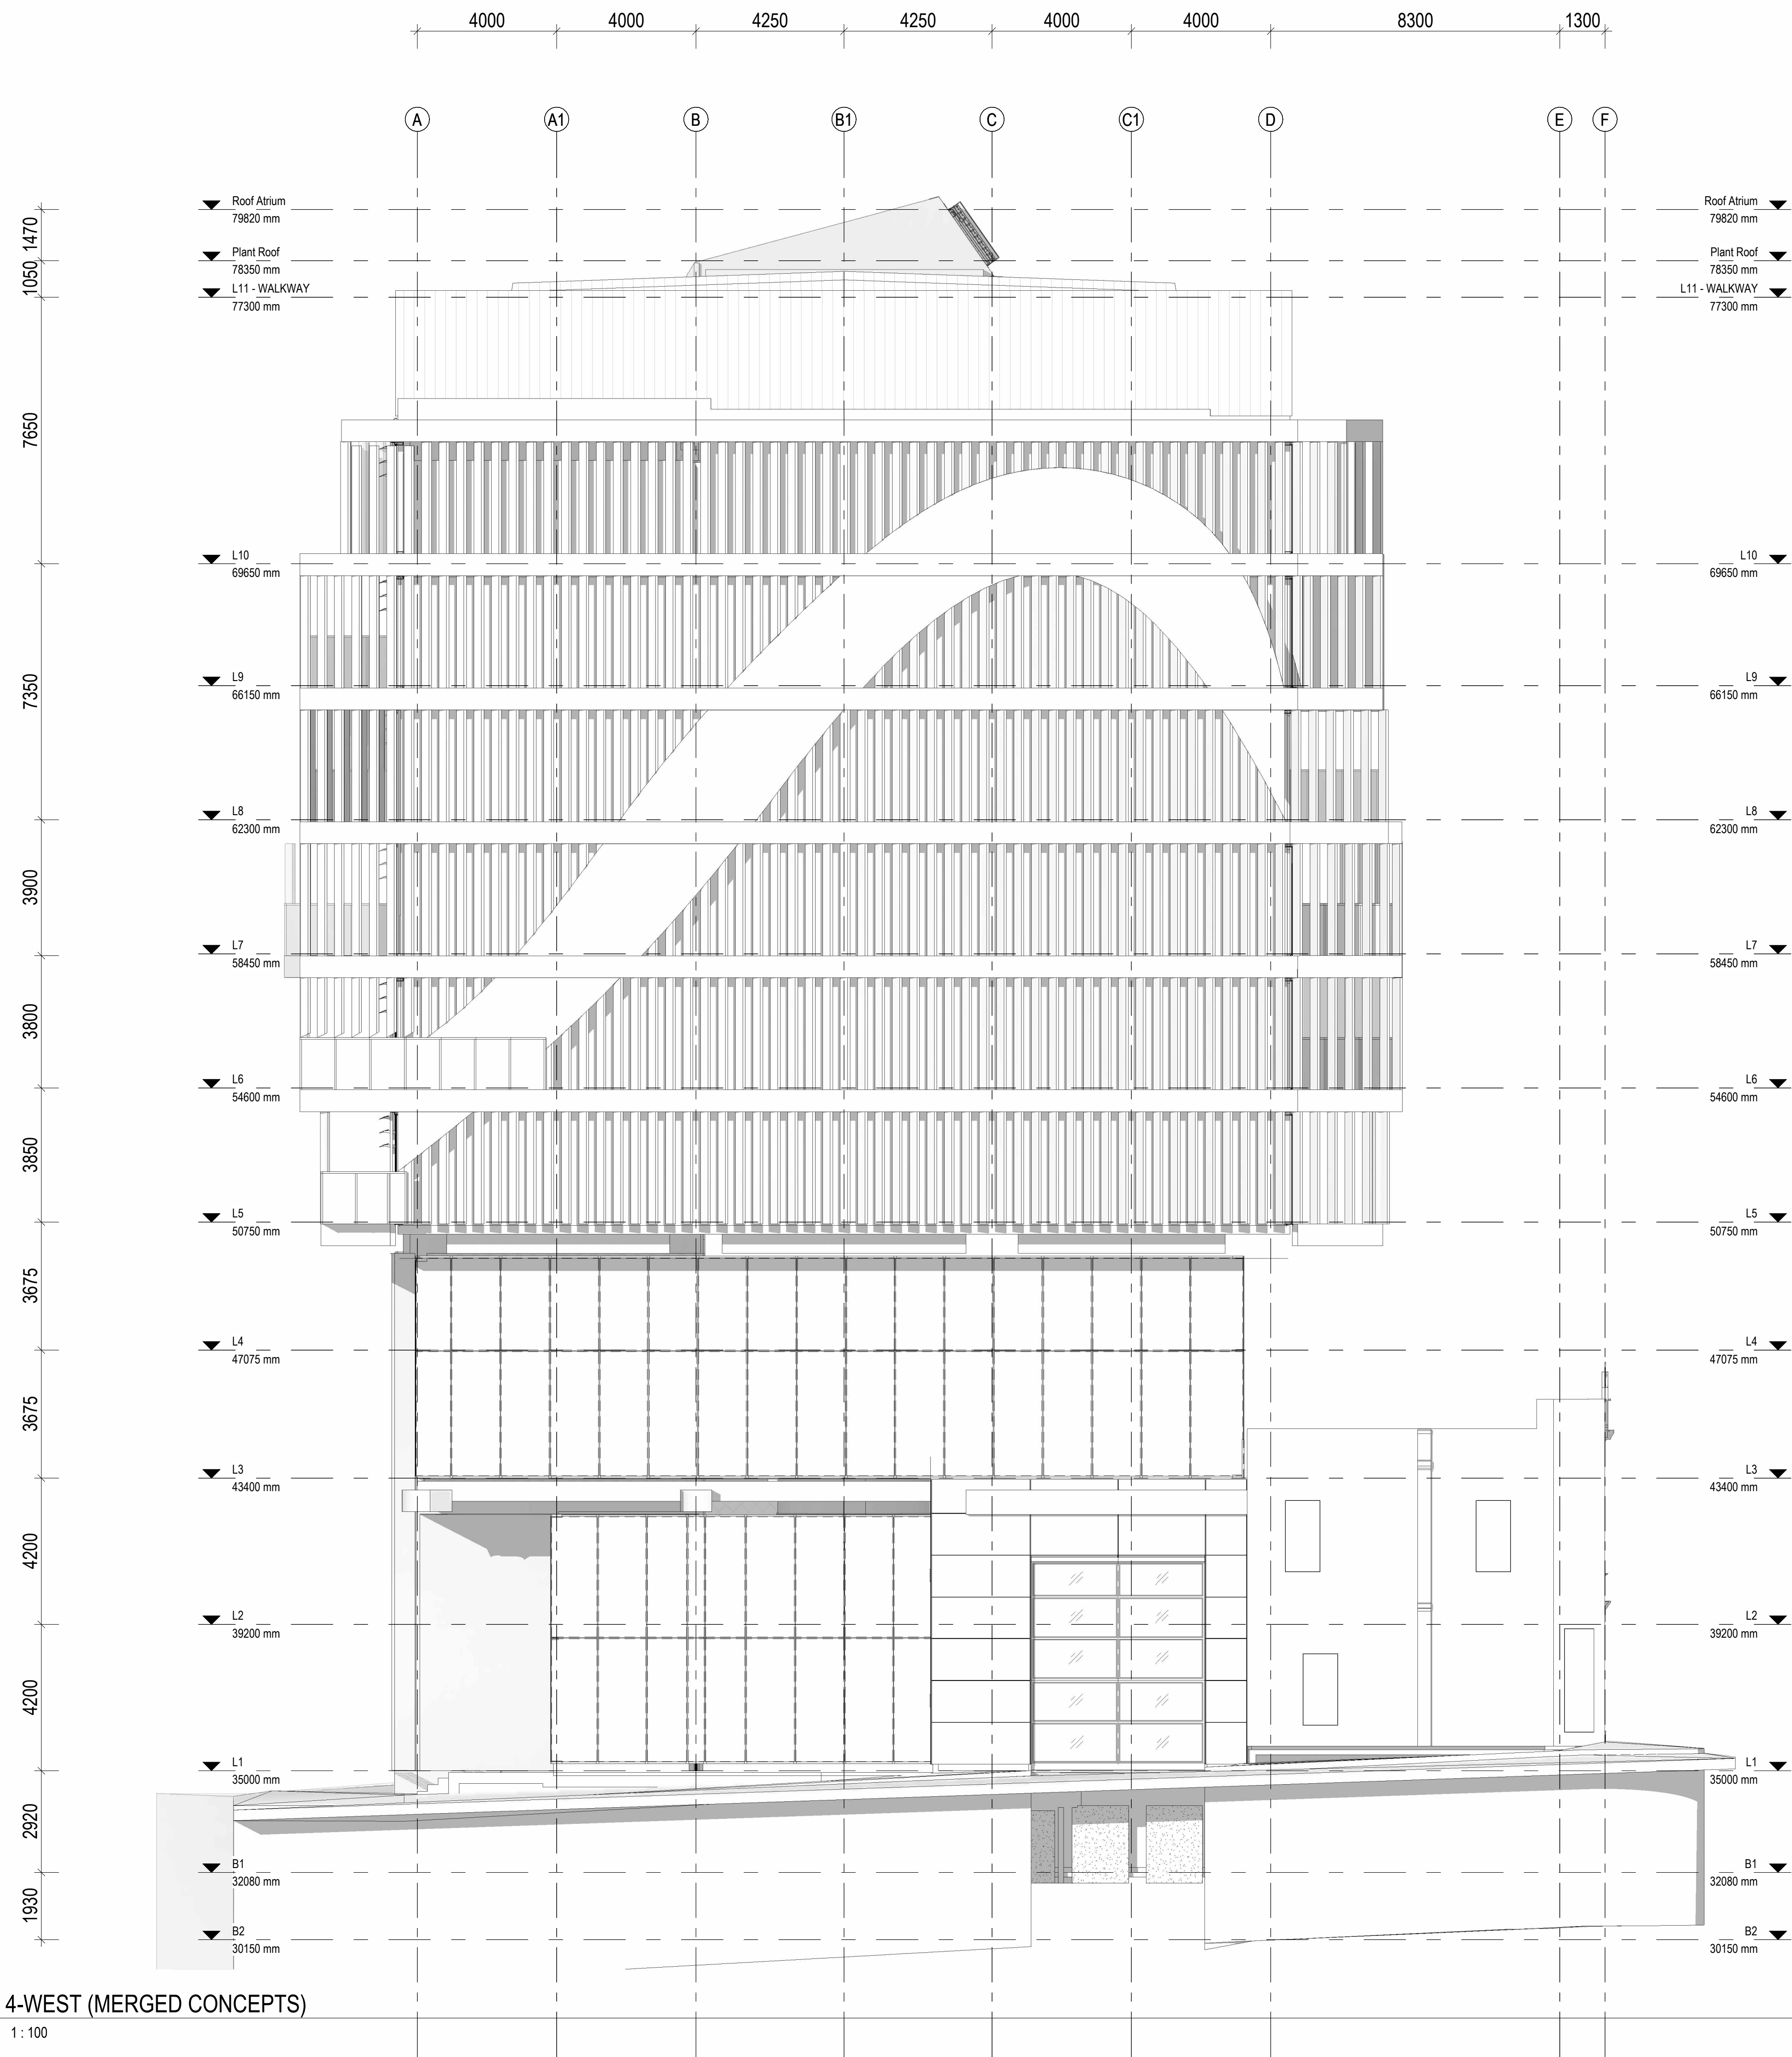 4000 4000 4250 4250 4000 4000 8300 1300
A A1 B B1 C C1 D E F
Roof Atrium Roof Atrium
79820 mm 79820 mm
1470
Plant Roof Plant Roof
78350 mm 78350 mm
1050
L11 - WALKWAY L11 - WALKWAY
77300 mm 77300 mm
7650
L10 L10
69650 mm 69650 mm
L9 L9
66150 mm 66150 mm
7350
L8 L8
62300 mm 62300 mm
3900
L7 L7
58450 mm 58450 mm
3800
L6 L6
54600 mm 54600 mm
3850
L5 L5
50750 mm 50750 mm
3675
L4 L4
47075 mm 47075 mm
3675
L3 L3
43400 mm 43400 mm
4200
L2 L2
39200 mm 39200 mm
4200
L1 L1
35000 mm 35000 mm
2920
B1 B1
32080 mm 32080 mm
1930
B2 B2
30150 mm 30150 mm
4-WEST (MERGED CONCEPTS)
1 : 100